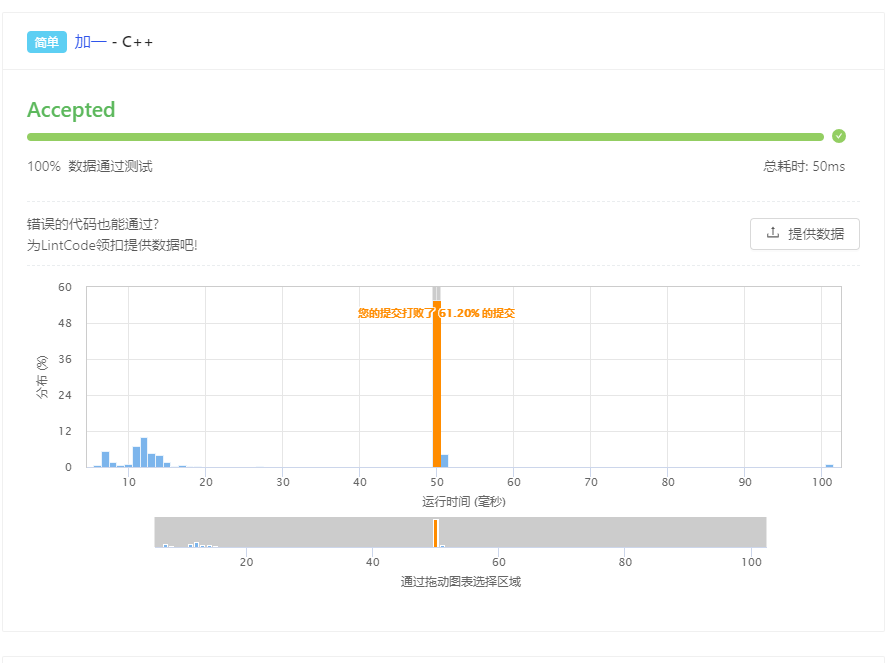 简单 加一 - C++
Accepted
100% 数据通过测试
总耗时: 50ms
错误的代码也能通过?
为LintCode领扣提供数据吧!
提供数据
60
48
36
24
12
0
分布 (%)
您的提交打败了 61.20% 的提交
10 20 30 40 50 60 70 80 90 100
运行时间 (毫秒)
20 40 60 80 100
通过拖动图表选择区域